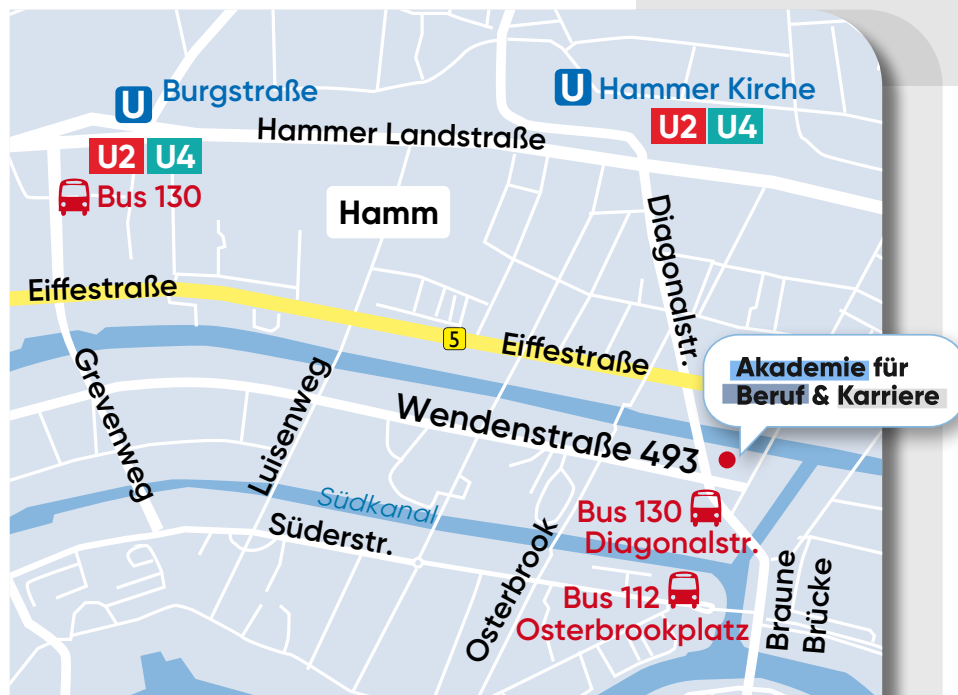 U Burgstraße
U2 U4
Bus 130
U Hammer Kirche
U2 U4
Hammer Landstraße
Hamm
Diagonalstr.
Eiffestraße
5
Eiffestraße
Akademie für
Beruf & Karriere
Grevenweg
Luisenweg
Wendenstraße 493
Südkanal
Süderstr.
Osterbrook
Bus 130
Diagonalstr.
Bus 112
Osterbrookplatz
Braune
Brücke